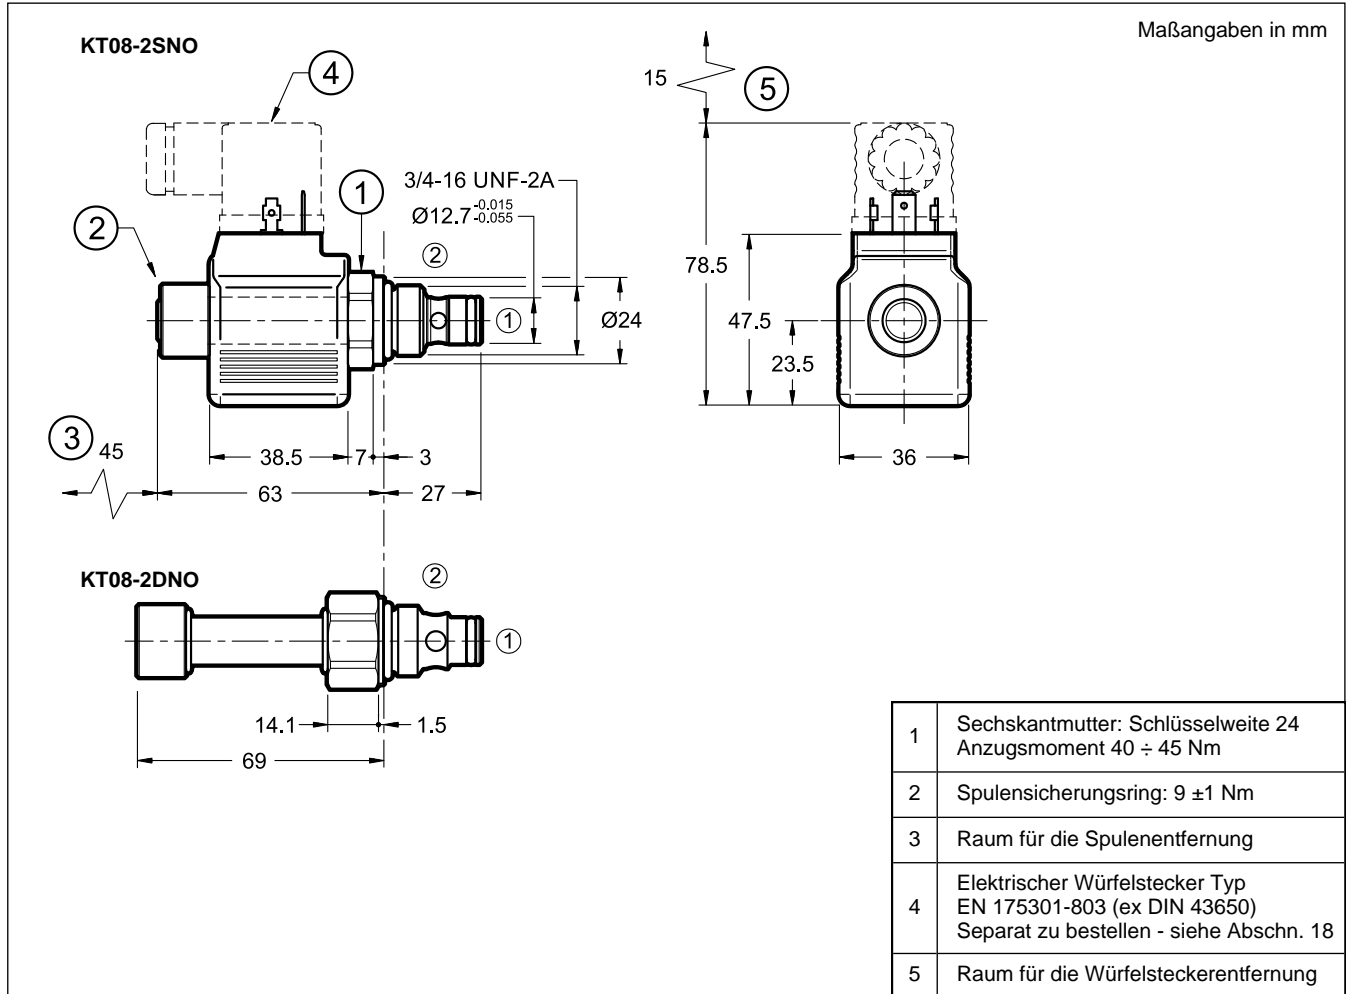 Maßangaben in mm
KT08-2SNO
4
15
5
3/4-16 UNF-2A
1
Ø12.7 -0.015 -0.055
2
2
78.5
1
Ø24
47.5
23.5
3
45
38.5
7
3
36
63
27
KT08-2DNO
2
1
14.1
1.5
69
1 Sechskantmutter: Schlüsselweite 24
Anzugsmoment 40 ÷ 45 Nm
2 Spulensicherungsring: 9 ±1 Nm
3 Raum für die Spulenentfernung
4 Elektrischer Würfelstecker Typ
EN 175301-803 (ex DIN 43650)
Separat zu bestellen - siehe Abschn. 18
5 Raum für die Würfelsteckerentfernung